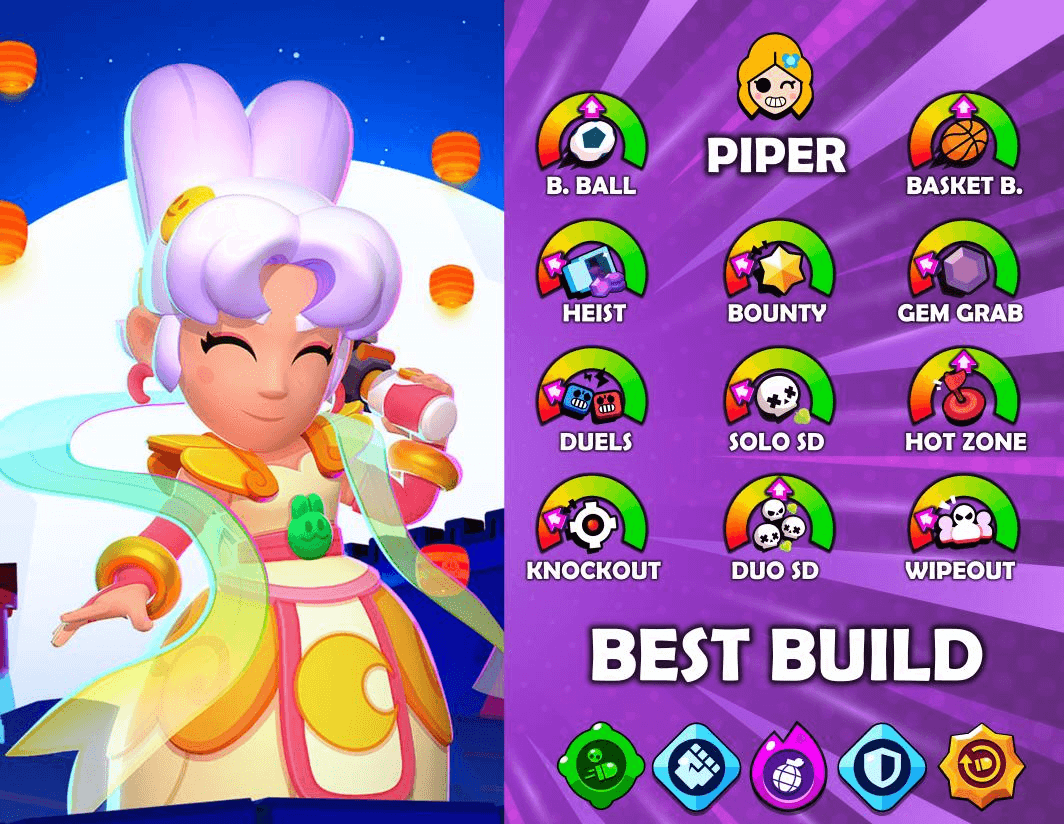 PIPER
B. BALL
BASKET B.
HEIST
BOUNTY
GEM GRAB
DUELS
SOLO SD
HOT ZONE
KNOCKOUT
DUO SD
WIPEOUT
BEST BUILD